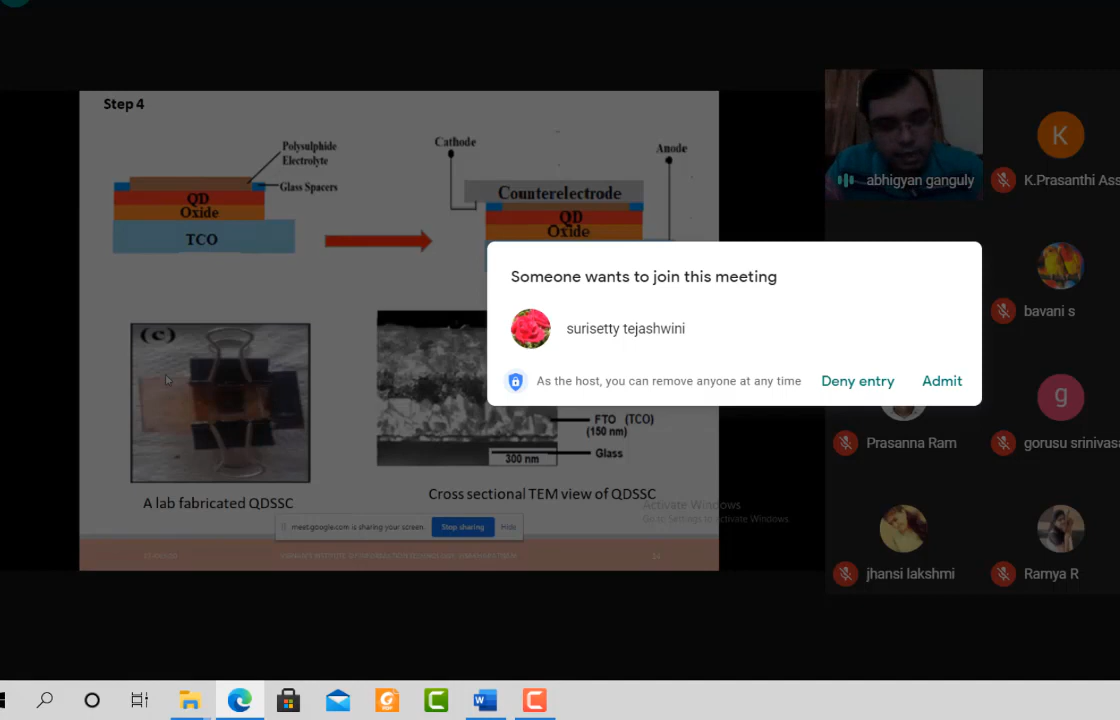 Step 4
Polysulphide
Electrolyte
Glass Spacers
QD
Oxide
TCO
Cathode
Anode
Counterelectrode
QD
Oxide
(c)
FTO (TCO)
(150 nm)
Glass
300 nm
A lab fabricated QDSSC
Cross sectional TEM view of QDSSC
Activate Windows
Go to Settings to activate Windows.
meet.google.com is sharing your screen.
Stop sharing
Hide
24
Someone wants to join this meeting
surisetty tejashwini
As the host, you can remove anyone at any time
Deny entry
Admit
abhigyan ganguly
K
K.Prasanthi Ass
bavani s
Prasanna Ram
g
gorusu srinivasa
jhansi lakshmi
Ramya R